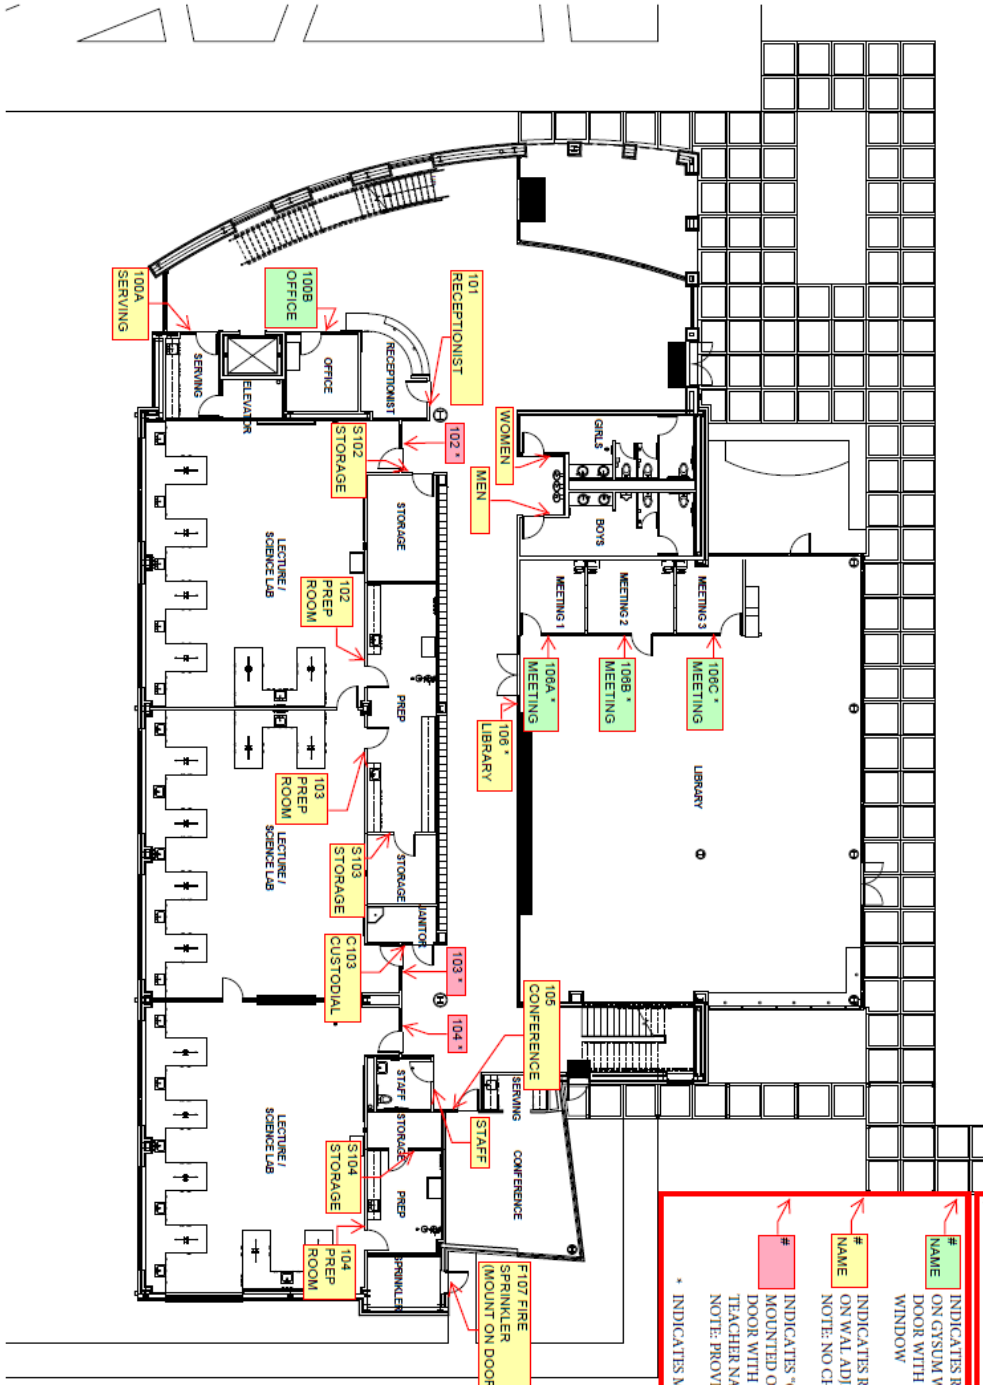 100A
SERVING
100B
OFFICE
101
RECEPTIONIST
SERVING
ELEVATOR
OFFICE
RECEPTIONIST
102 *
S102
STORAGE
WOMEN
MEN
GIRLS
BOYS
STORAGE
LECTURE /
SCIENCE LAB
102
PREP
ROOM
PREP
MEETING 1
MEETING 2
MEETING 3
106A *
MEETING
106B *
MEETING
106C *
MEETING
106 *
LIBRARY
LIBRARY
103
PREP
ROOM
LECTURE /
SCIENCE LAB
S103
STORAGE
STORAGE
JANITOR
C103
CUSTODIAL
103 *
104 *
105
CONFERENCE
STAFF
STAFF
SERVING
CONFERENCE
STORAGE
S104
STORAGE
LECTURE /
SCIENCE LAB
PREP
104
PREP
ROOM
SPRINKLER
F107 FIRE
SPRINKLER
(MOUNT ON DOOR
#
NAME
INDICATES R
ON GYSUM W
DOOR WITH
WINDOW
#
NAME
INDICATES R
ON WAL ADJ
NOTE: NO CH
#
INDICATES "
MOUNTED O
DOOR WITH
TEACHER NA
NOTE: PROVI
* INDICATES M